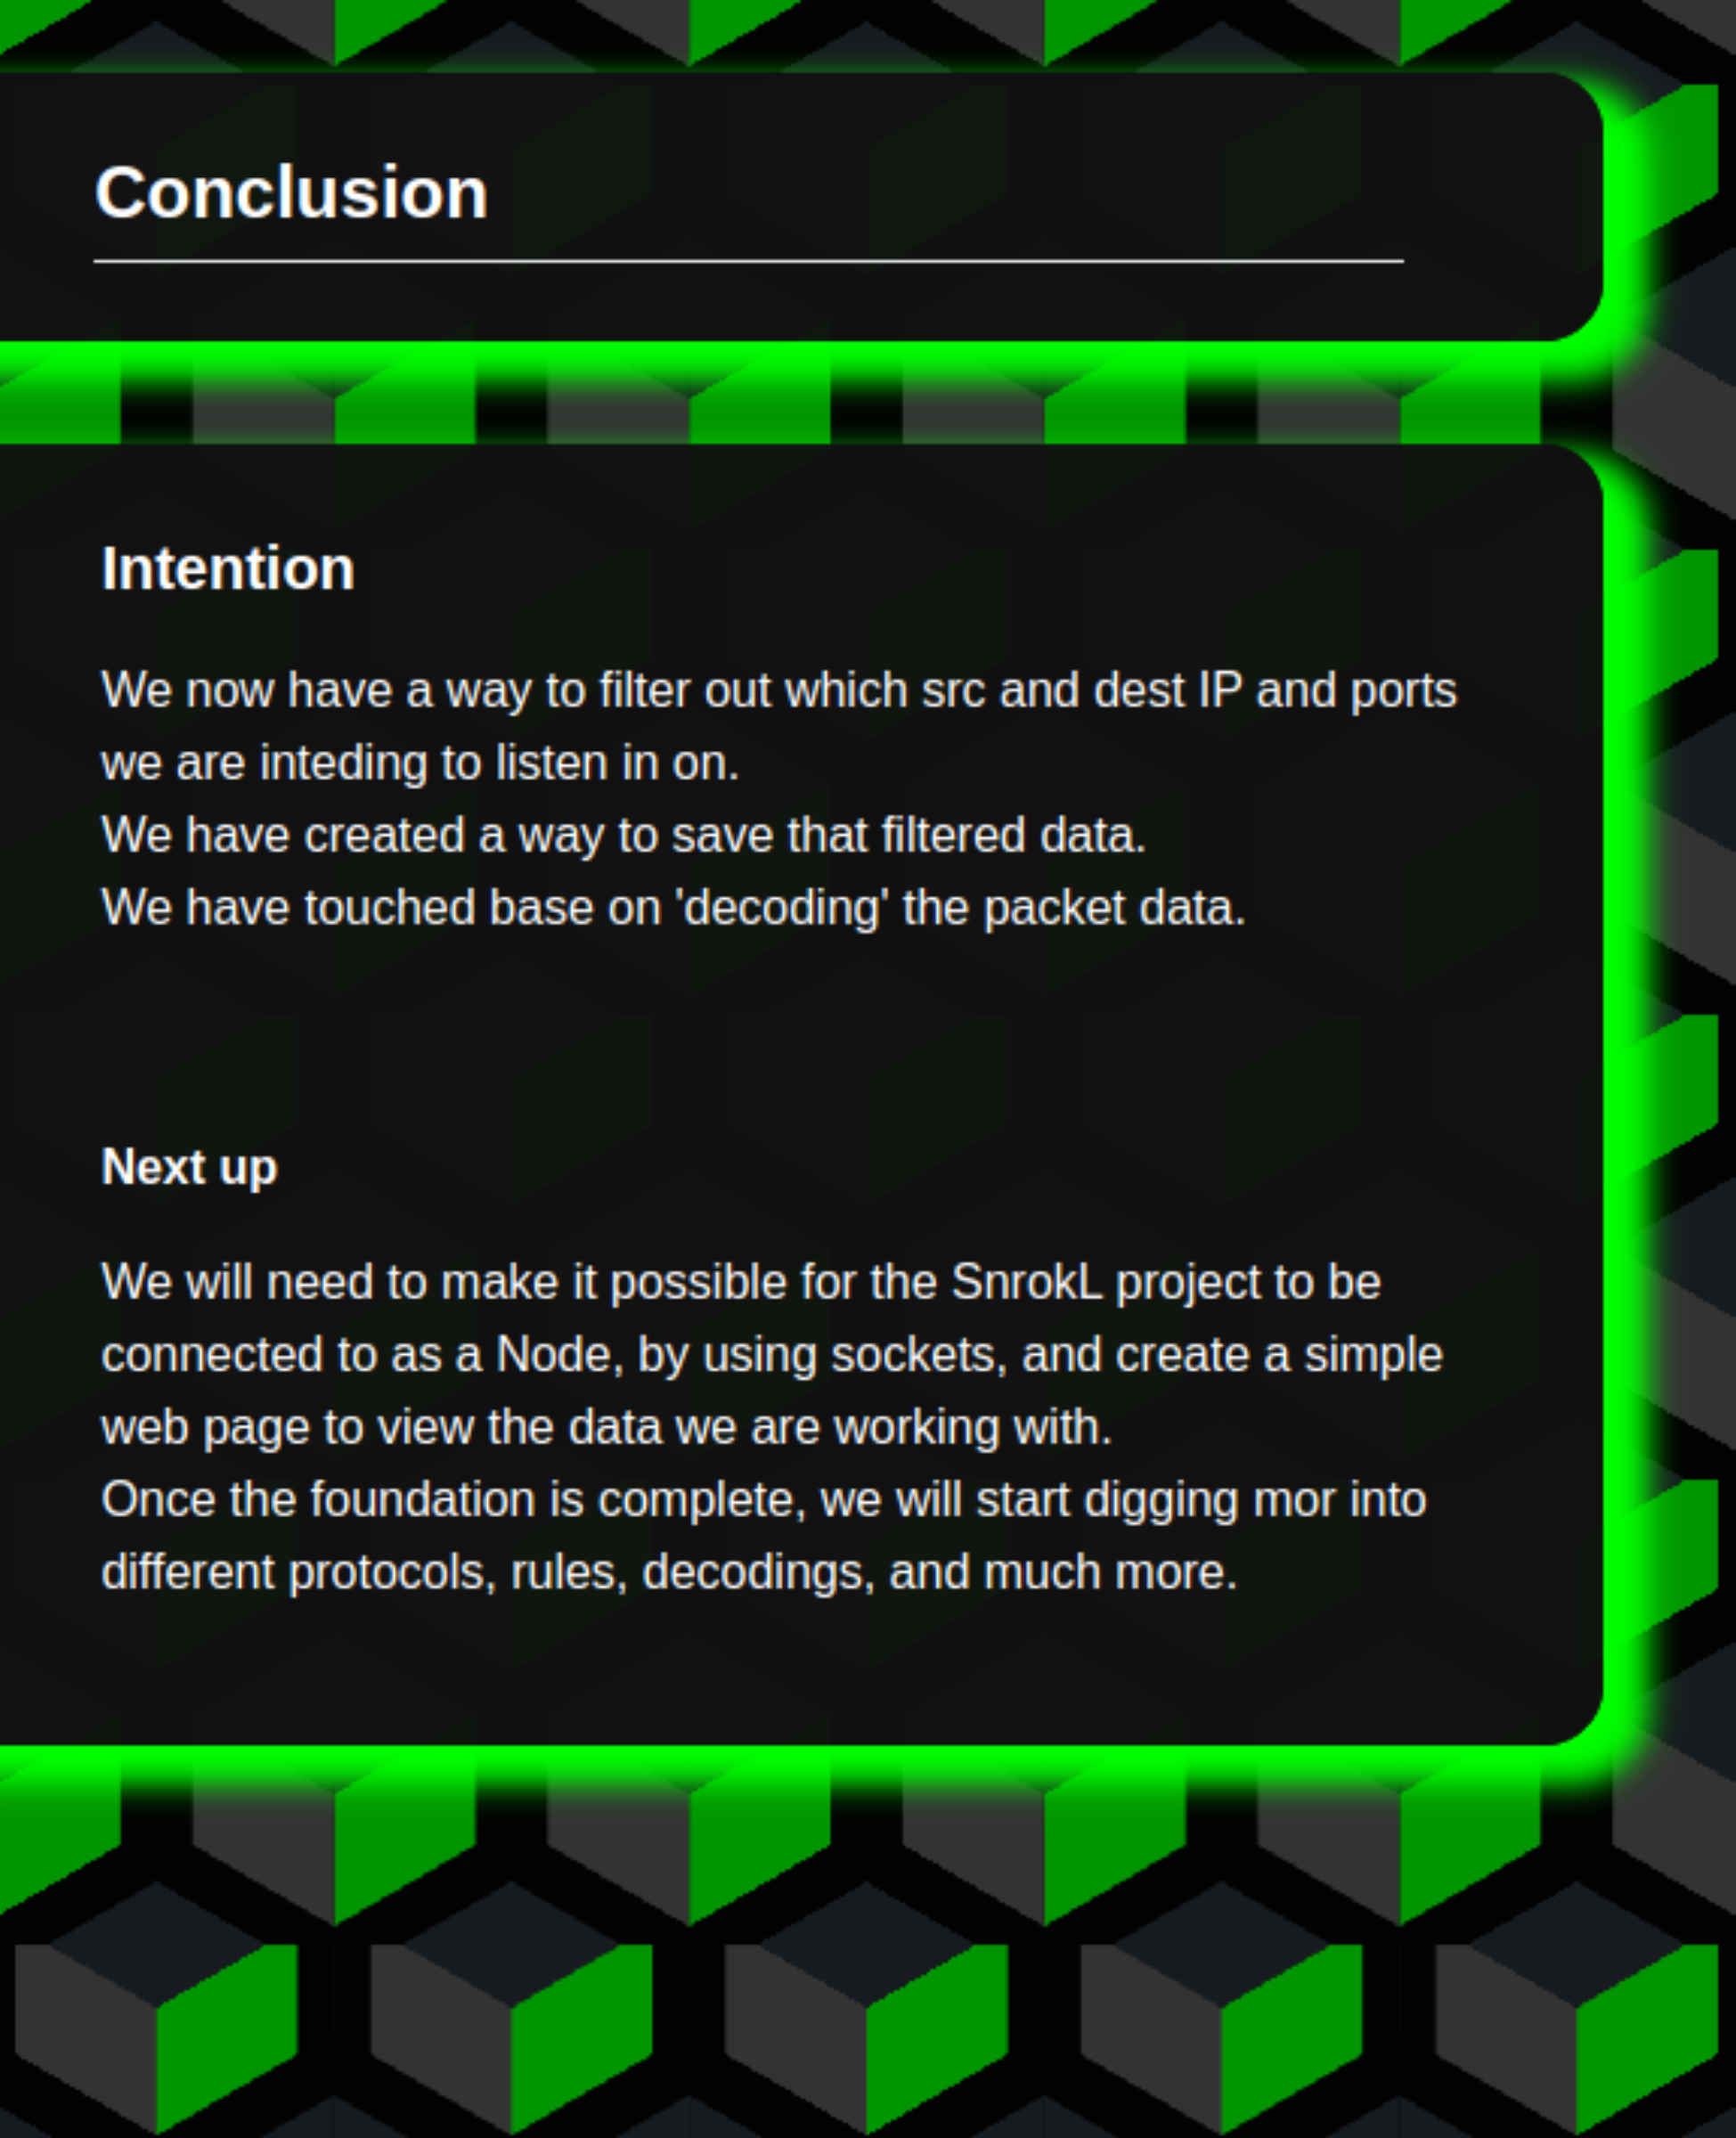 Conclusion
Intention
We now have a way to filter out which src and dest IP and ports
we are inteding to listen in on.
We have created a way to save that filtered data.
We have touched base on 'decoding' the packet data.
Next up
We will need to make it possible for the SnrokL project to be
connected to as a Node, by using sockets, and create a simple
web page to view the data we are working with.
Once the foundation is complete, we will start digging mor into
different protocols, rules, decodings, and much more.